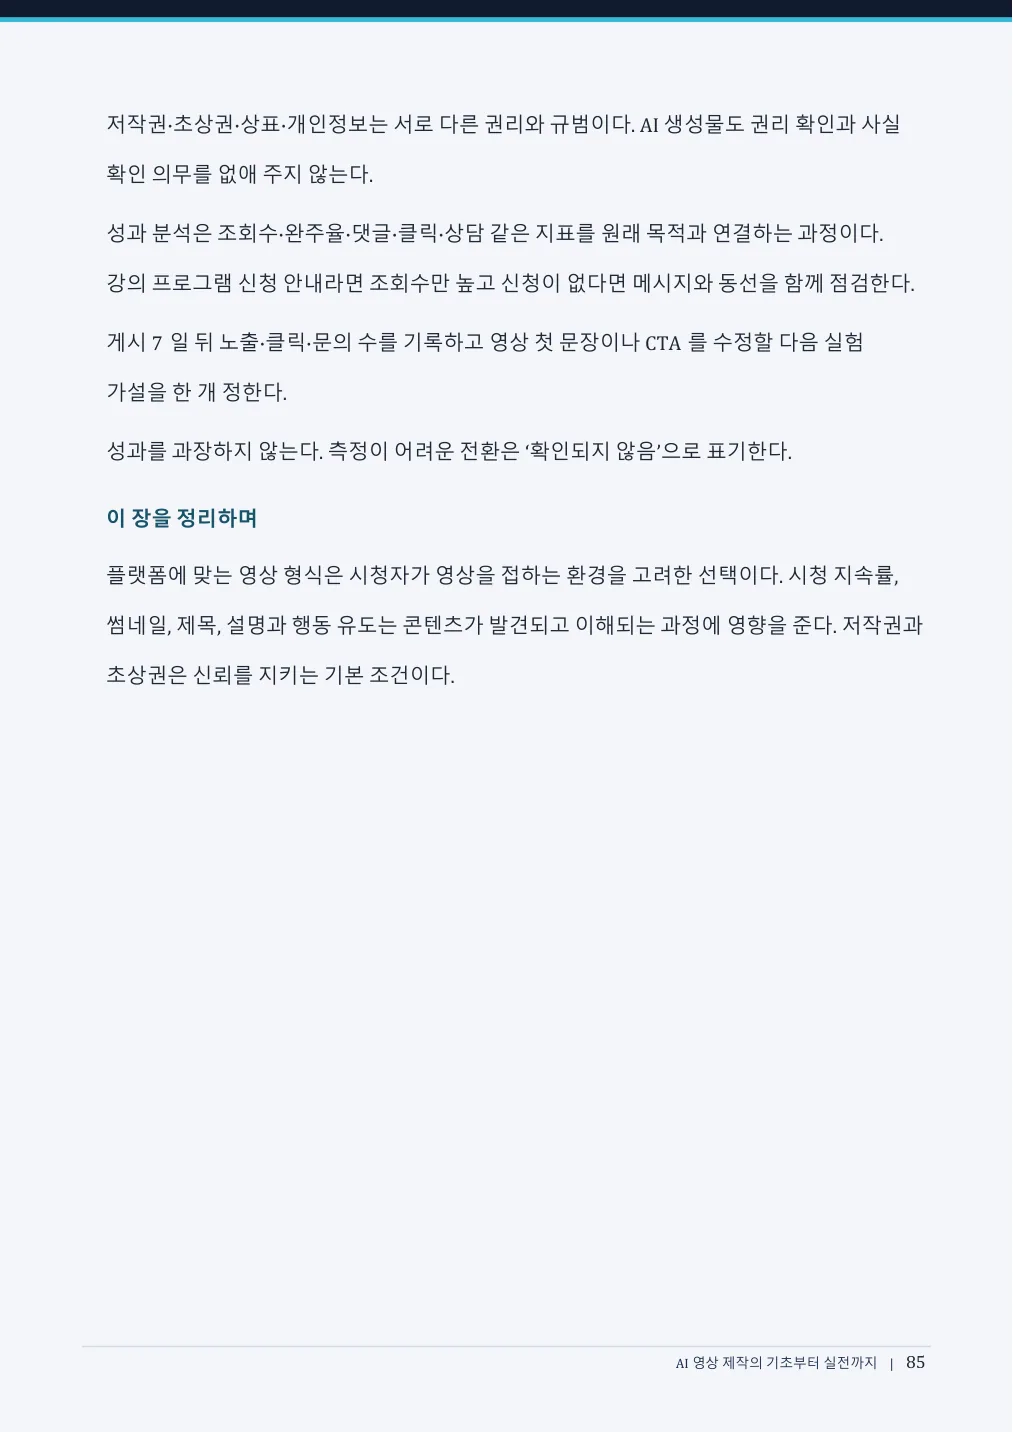 저작권·초상권·상표·개인정보는 서로 다른 권리와 규범이다. AI 생성물도 권리 확인과 사실
확인 의무를 없애 주지 않는다.
성과 분석은 조회수·완주율·댓글·클릭·상담 같은 지표를 원래 목적과 연결하는 과정이다.
강의 프로그램 신청 안내라면 조회수만 높고 신청이 없다면 메시지와 동선을 함께 점검한다.
게시 7 일 뒤 노출·클릭·문의 수를 기록하고 영상 첫 문장이나 CTA 를 수정할 다음 실험
가설을 한 개 정한다.
성과를 과장하지 않는다. 측정이 어려운 전환은 ‘확인되지 않음’으로 표기한다.
이 장을 정리하며
플랫폼에 맞는 영상 형식은 시청자가 영상을 접하는 환경을 고려한 선택이다. 시청 지속률,
썸네일, 제목, 설명과 행동 유도는 콘텐츠가 발견되고 이해되는 과정에 영향을 준다. 저작권과
초상권은 신뢰를 지키는 기본 조건이다.
AI 영상 제작의 기초부터 실전까지 | 85